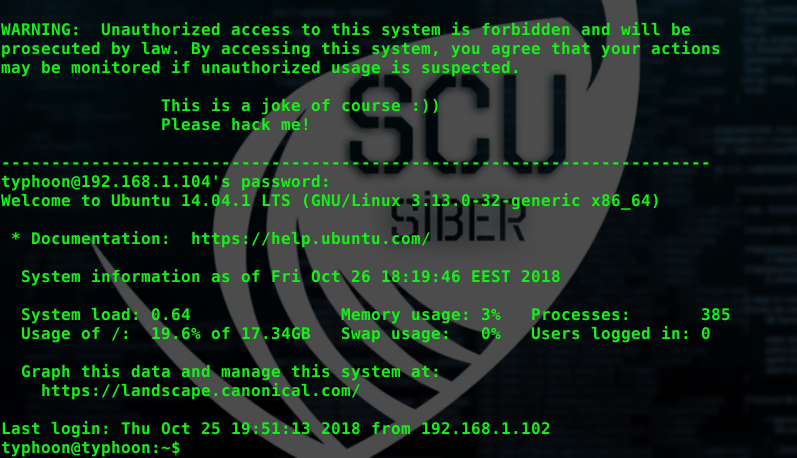 WARNING:  Unauthorized access to this system is forbidden and will be
prosecuted by law. By accessing this system, you agree that your actions
may be monitored if unauthorized usage is suspected.
This is a joke of course :))
Please hack me!
-----------------------------------------------------------------------
typhoon@192.168.1.104's password:
Welcome to Ubuntu 14.04.1 LTS (GNU/Linux 3.13.0-32-generic x86_64)
* Documentation:  https://help.ubuntu.com/
System information as of Fri Oct 26 18:19:46 EEST 2018
System load: 0.64               Memory usage: 3%   Processes:       385
Usage of /:  19.6% of 17.34GB   Swap usage:   0%   Users logged in: 0
Graph this data and manage this system at:
https://landscape.canonical.com/
Last login: Thu Oct 25 19:51:13 2018 from 192.168.1.102
typhoon@typhoon:~$
SCU
SİBER